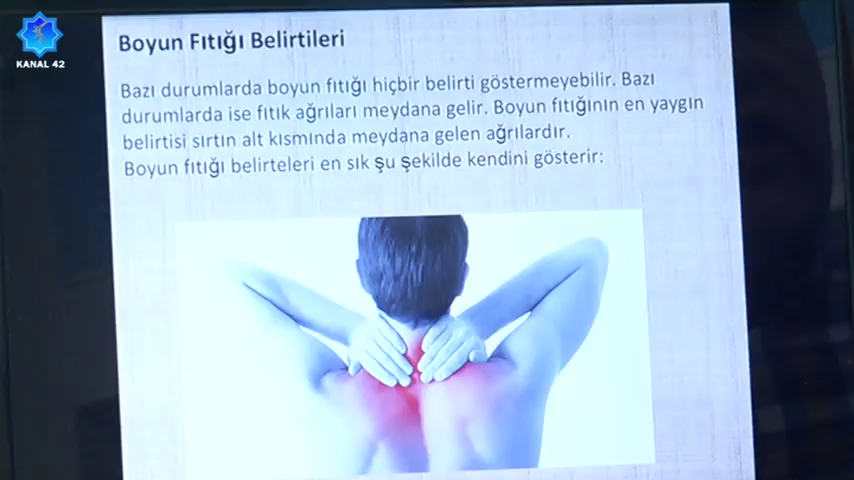 KANAL 42
Boyun Fıtığı Belirtileri
Bazı durumlarda boyun fıtığı hiçbir belirti göstermeyebilir. Bazı
durumlarda ise fıtık ağrıları meydana gelir. Boyun fıtığının en yaygın
belirtisi sırtın alt kısmında meydana gelen ağrılardır.
Boyun fıtığı belirteleri en sık şu şekilde kendini gösterir: